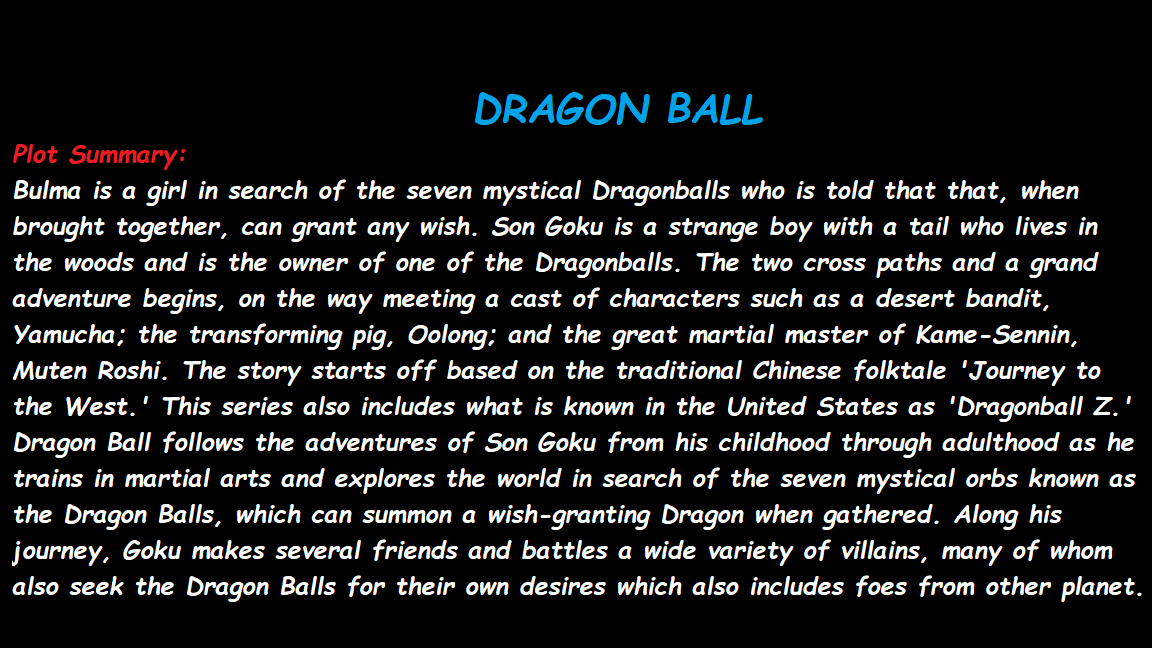 DRAGON BALL
Plot Summary:
Bulma is a girl in search of the seven mystical Dragonballs who is told that that, when
brought together, can grant any wish. Son Goku is a strange boy with a tail who lives in
the woods and is the owner of one of the Dragonballs. The two cross paths and a grand
adventure begins, on the way meeting a cast of characters such as a desert bandit,
Yamucha; the transforming pig, Oolong; and the great martial master of Kame-Sennin,
Muten Roshi. The story starts off based on the traditional Chinese folktale 'Journey to
the West.' This series also includes what is known in the United States as 'Dragonball Z.'
Dragon Ball follows the adventures of Son Goku from his childhood through adulthood as he
trains in martial arts and explores the world in search of the seven mystical orbs known as
the Dragon Balls, which can summon a wish-granting Dragon when gathered. Along his
journey, Goku makes several friends and battles a wide variety of villains, many of whom
also seek the Dragon Balls for their own desires which also includes foes from other planet.